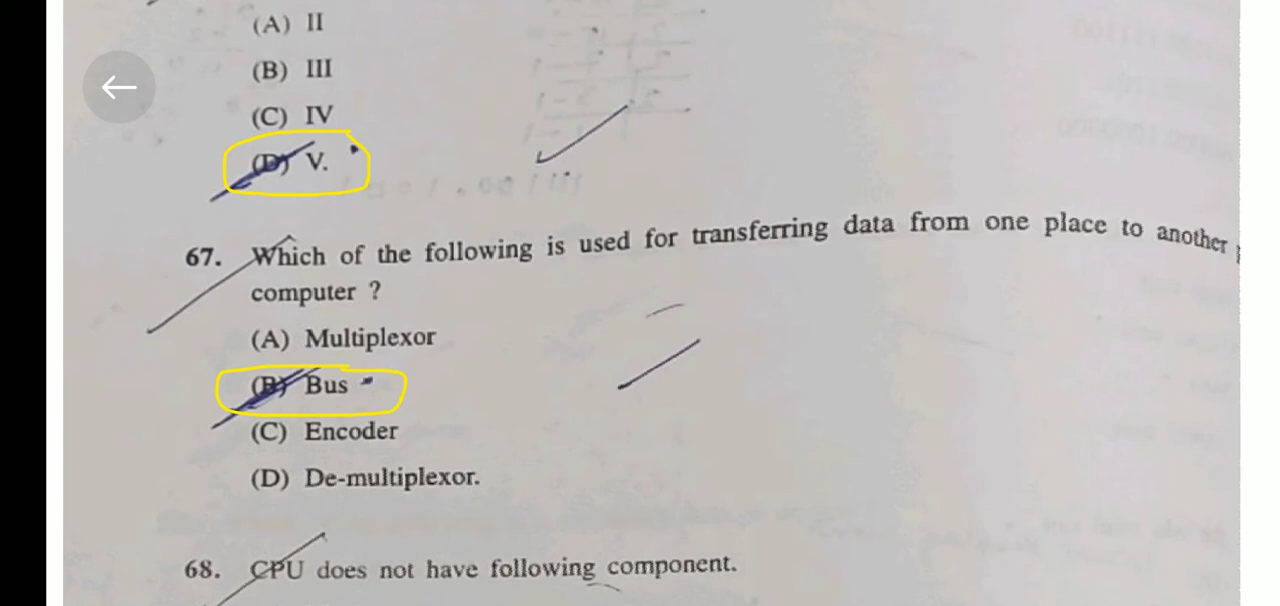 (A) II
(B) III
(C) IV
(D) V.
67. Which of the following is used for transferring data from one place to another
computer ?
(A) Multiplexor
(B) Bus
(C) Encoder
(D) De-multiplexor.
68. CPU does not have following component.